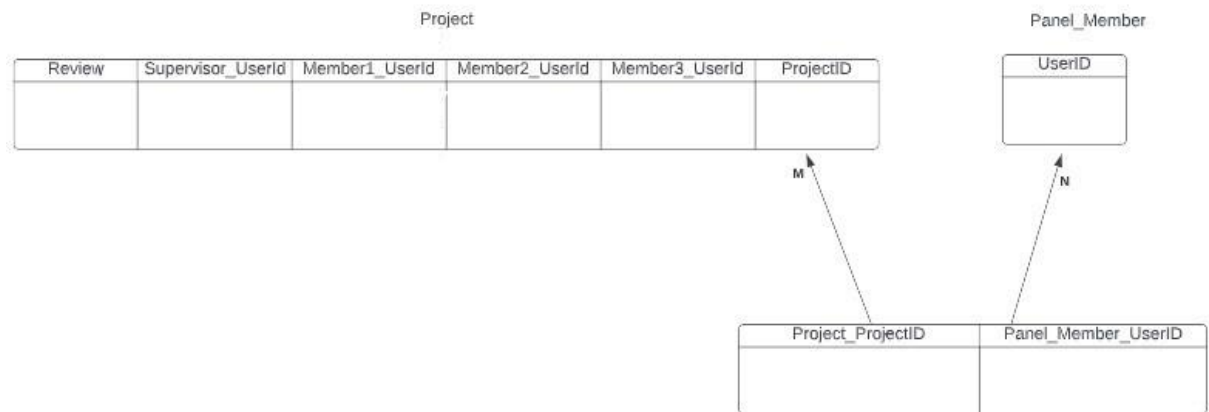 Project
Panel_Member
Review Supervisor_UserId Member1_UserId Member2_UserId Member3_UserId ProjectID
UserID
M
N
Project_ProjectID Panel_Member_UserID